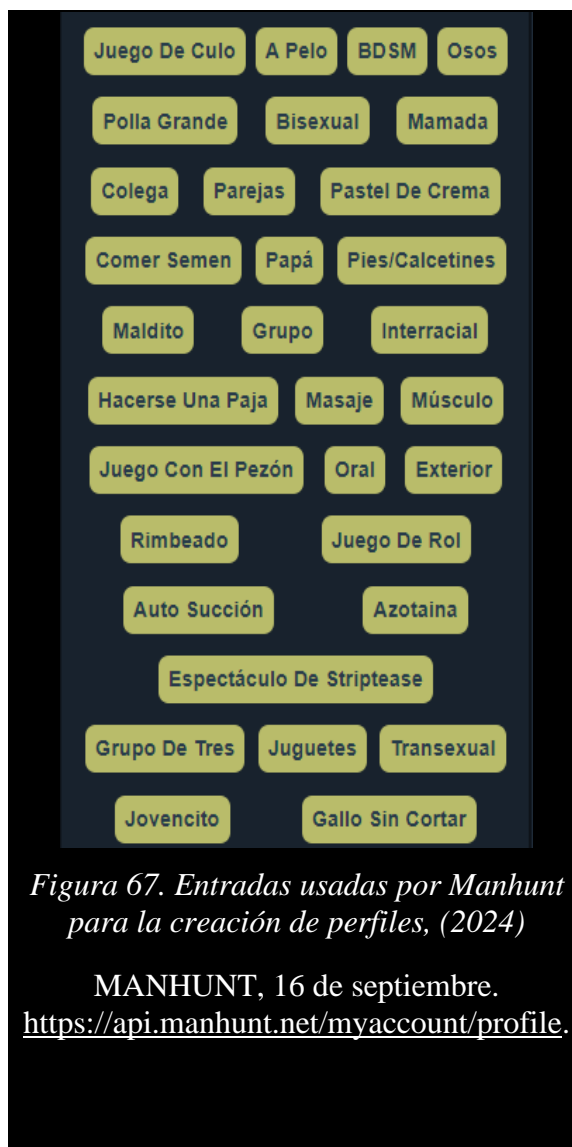 Juego De Culo A Pelo BDSM Osos
Polla Grande Bisexual Mamada
Colega Parejas Pastel De Crema
Comer Semen Papá Pies/Calcetines
Maldito Grupo Interracial
Hacerse Una Paja Masaje Músculo
Juego Con El Pezón Oral Exterior
Rimbeado Juego De Rol
Auto Succión Azotaina
Espectáculo De Striptease
Grupo De Tres Juguetes Transexual
Jovencito Gallo Sin Cortar
Figura 67. Entradas usadas por Manhunt
para la creación de perfiles, (2024)
MANHUNT, 16 de septiembre.
https://api.manhunt.net/myaccount/profile.